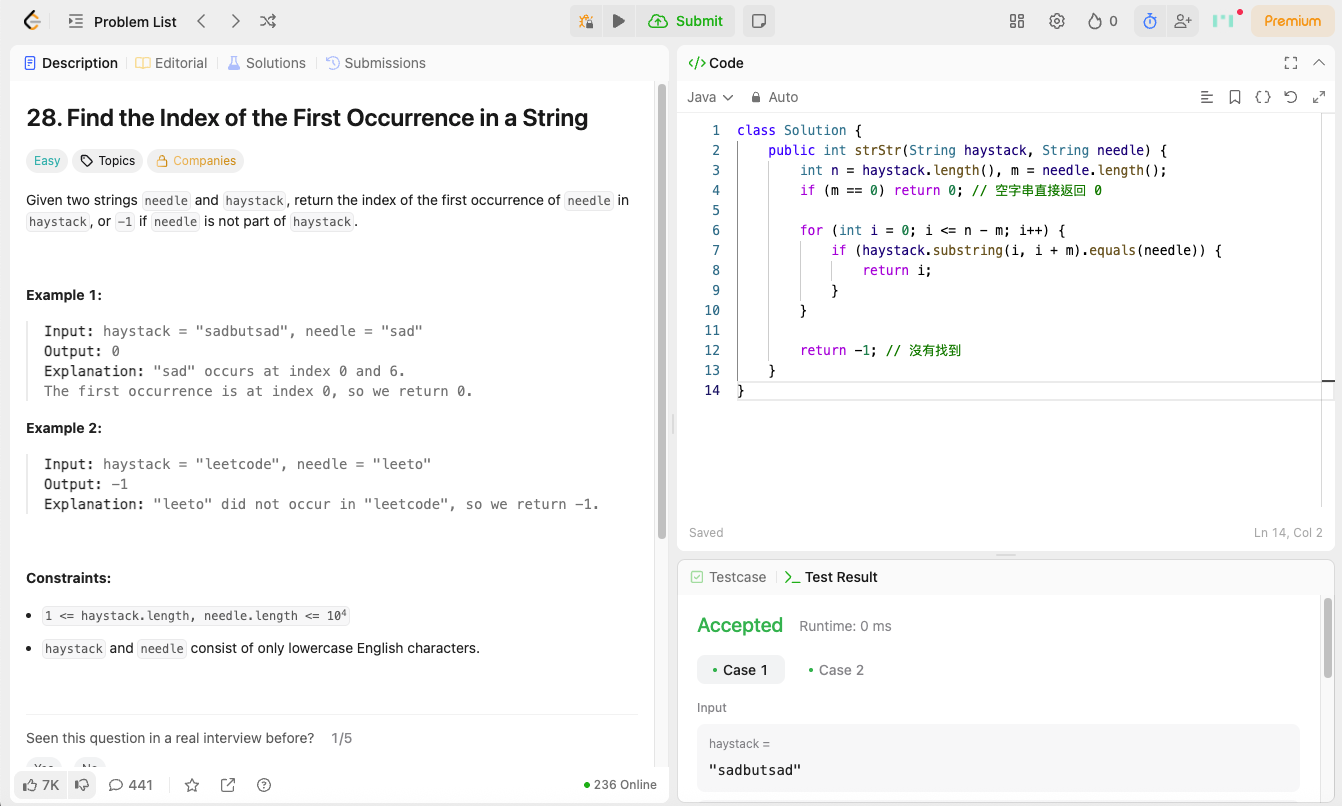 Problem List
Submit
0
Premium
Description
Editorial
Solutions
Submissions
28. Find the Index of the First Occurrence in a String
Easy
Topics
Companies
Given two strings needle and haystack, return the index of the first occurrence of needle in
haystack, or -1 if needle is not part of haystack.
Example 1:
Input: haystack = "sadbutsad", needle = "sad"
Output: 0
Explanation: "sad" occurs at index 0 and 6.
The first occurrence is at index 0, so we return 0.
Example 2:
Input: haystack = "leetcode", needle = "leeto"
Output: -1
Explanation: "leeto" did not occur in "leetcode", so we return -1.
Constraints:
• 1 <= haystack.length, needle.length <= 10⁴
• haystack and needle consist of only lowercase English characters.
Seen this question in a real interview before? 1/5
Yes No
7K
441
236 Online
Code
Java
Auto
1 class Solution {
2     public int strStr(String haystack, String needle) {
3         int n = haystack.length(), m = needle.length();
4         if (m == 0) return 0; // 空字串直接返回 0
5
6         for (int i = 0; i <= n - m; i++) {
7             if (haystack.substring(i, i + m).equals(needle)) {
8                 return i;
9             }
10         }
11
12         return -1; // 沒有找到
13     }
14 }
Saved
Ln 14, Col 2
Testcase
Test Result
Accepted
Runtime: 0 ms
• Case 1
• Case 2
Input
haystack =
"sadbutsad"